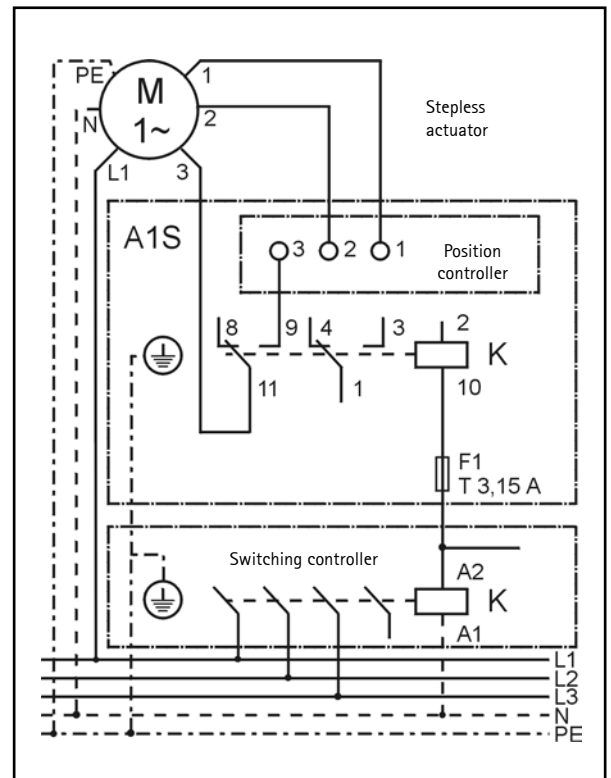 PE
1
M
1~
N
2
L1
3
Stepless
actuator
A1S
3
2
1
Position
controller
8
9
4
3
2
K
11
1
10
F1
T 3,15 A
Switching controller
A2
K
A1
L1
L2
L3
N
PE